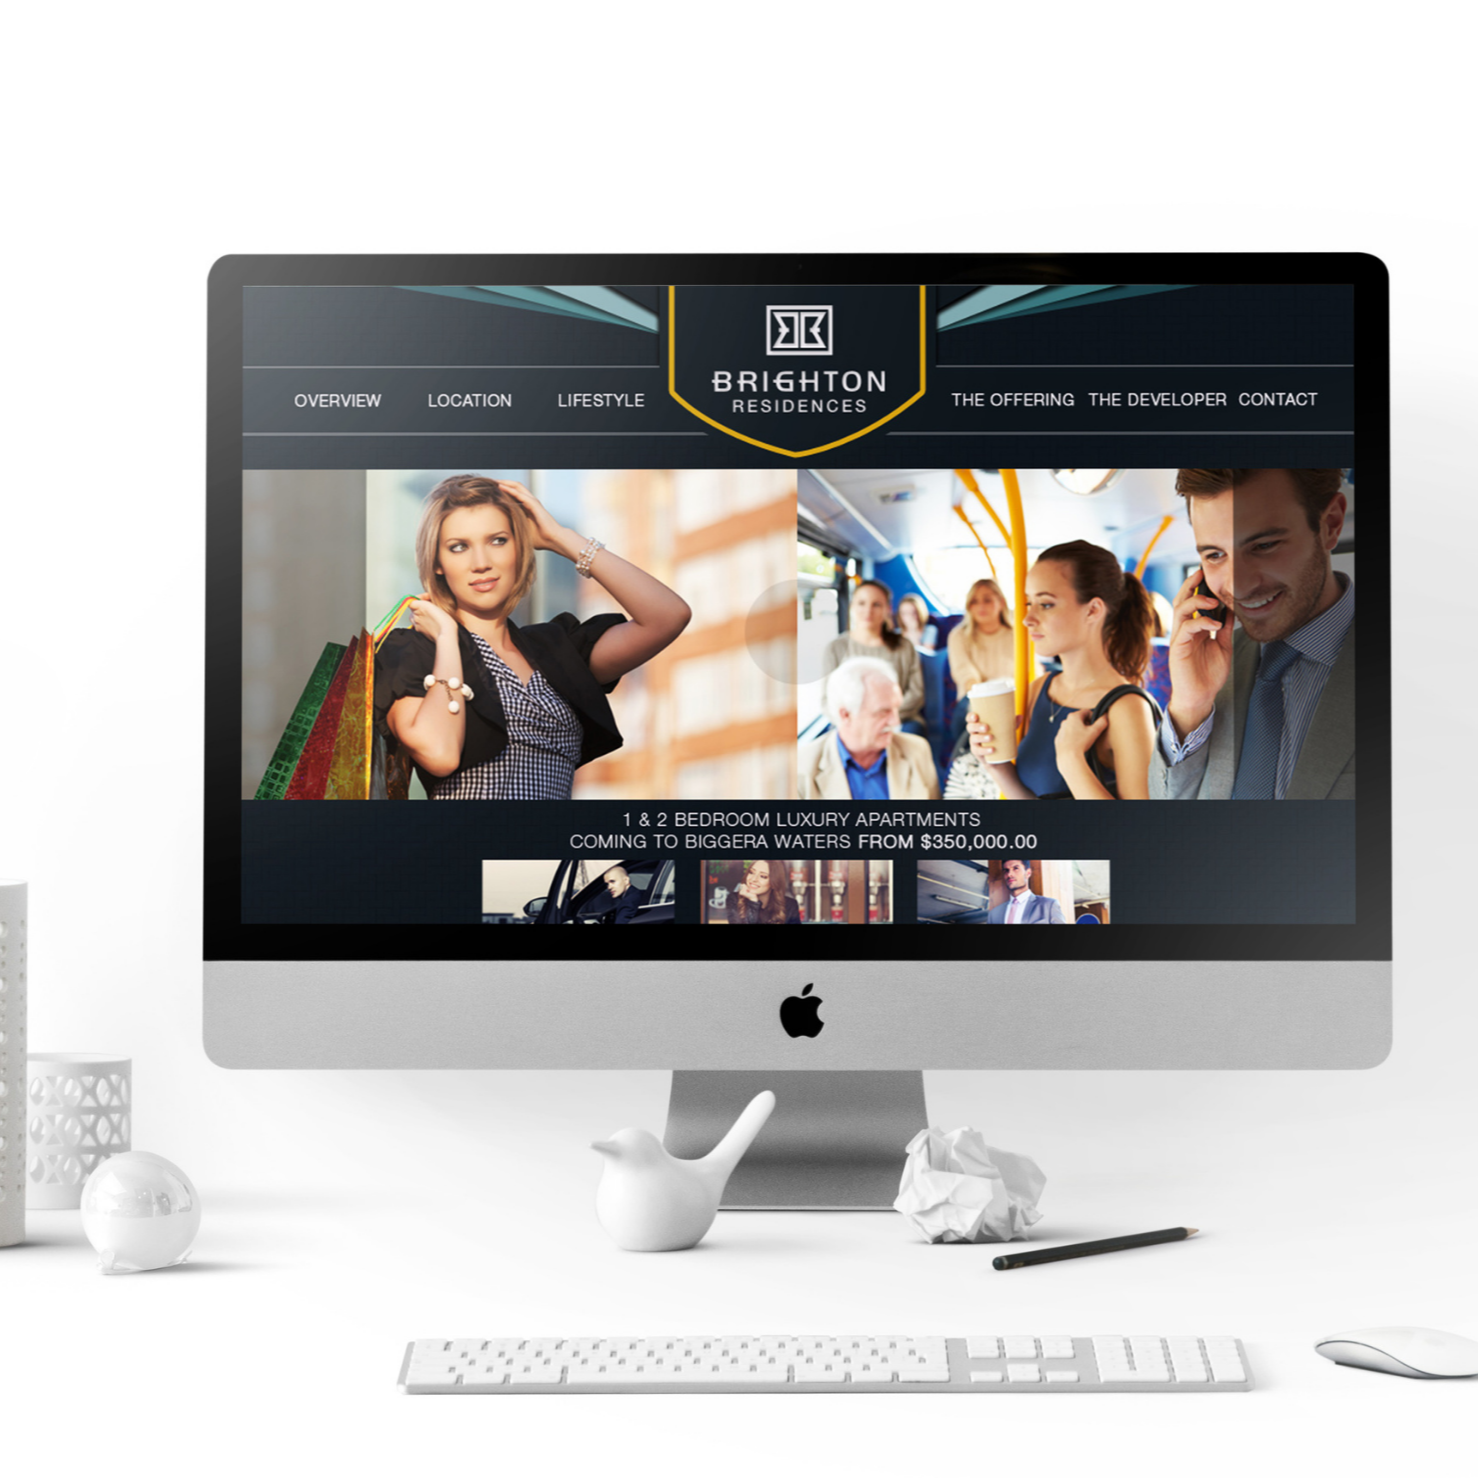 BRIGHTON
RESIDENCES
OVERVIEW LOCATION LIFESTYLE THE OFFERING THE DEVELOPER CONTACT
1 & 2 BEDROOM LUXURY APARTMENTS
COMING TO BIGGERA WATERS FROM $350,000.00